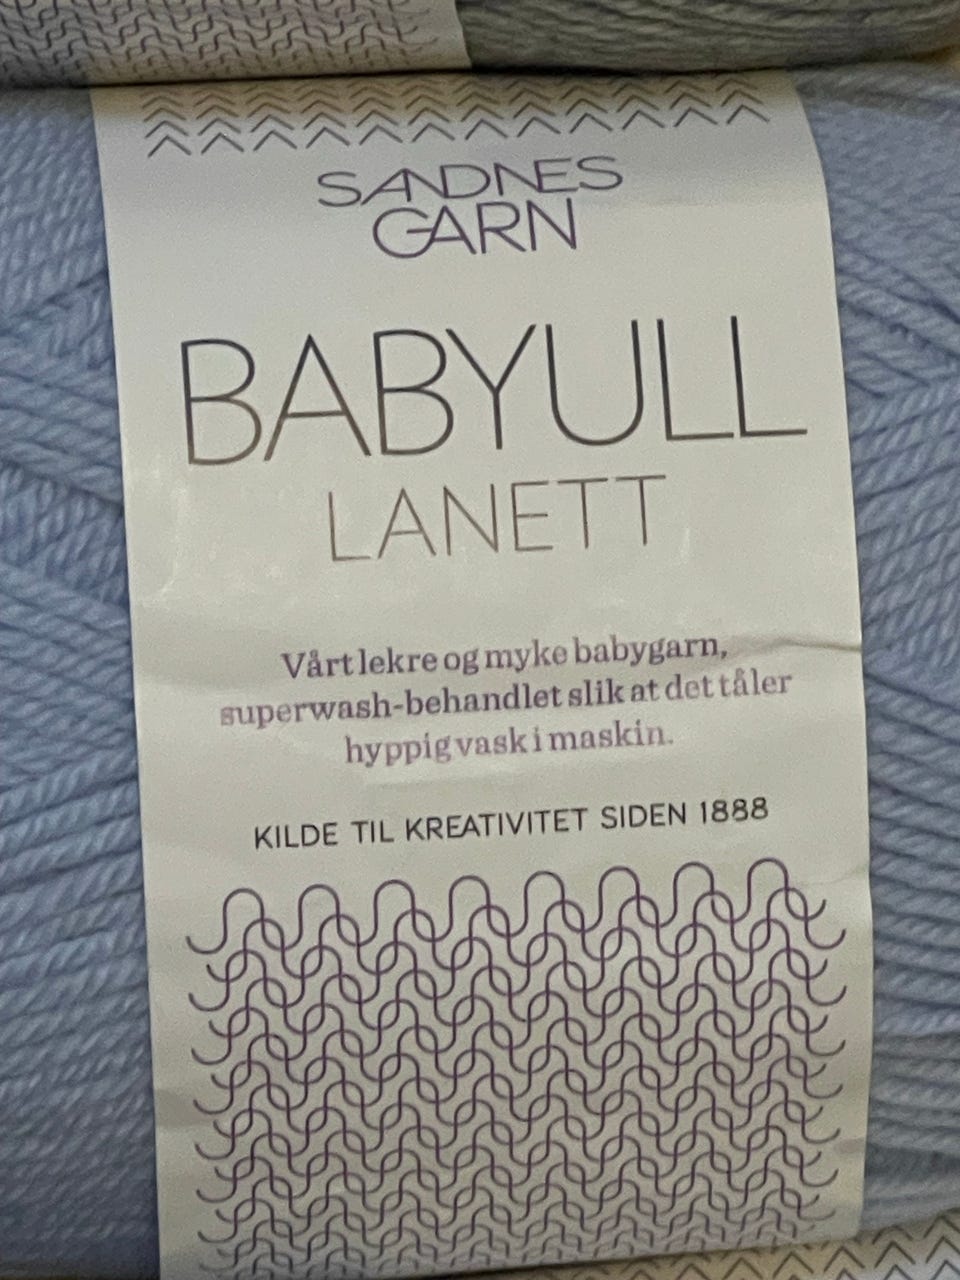 SANDNES
GARN
BABYULL
LANETT
Vårt lekre og myke babygarn,
superwash-behandlet slik at det tåler
hyppig vask i maskin.
KILDE TIL KREATIVITET SIDEN 1888